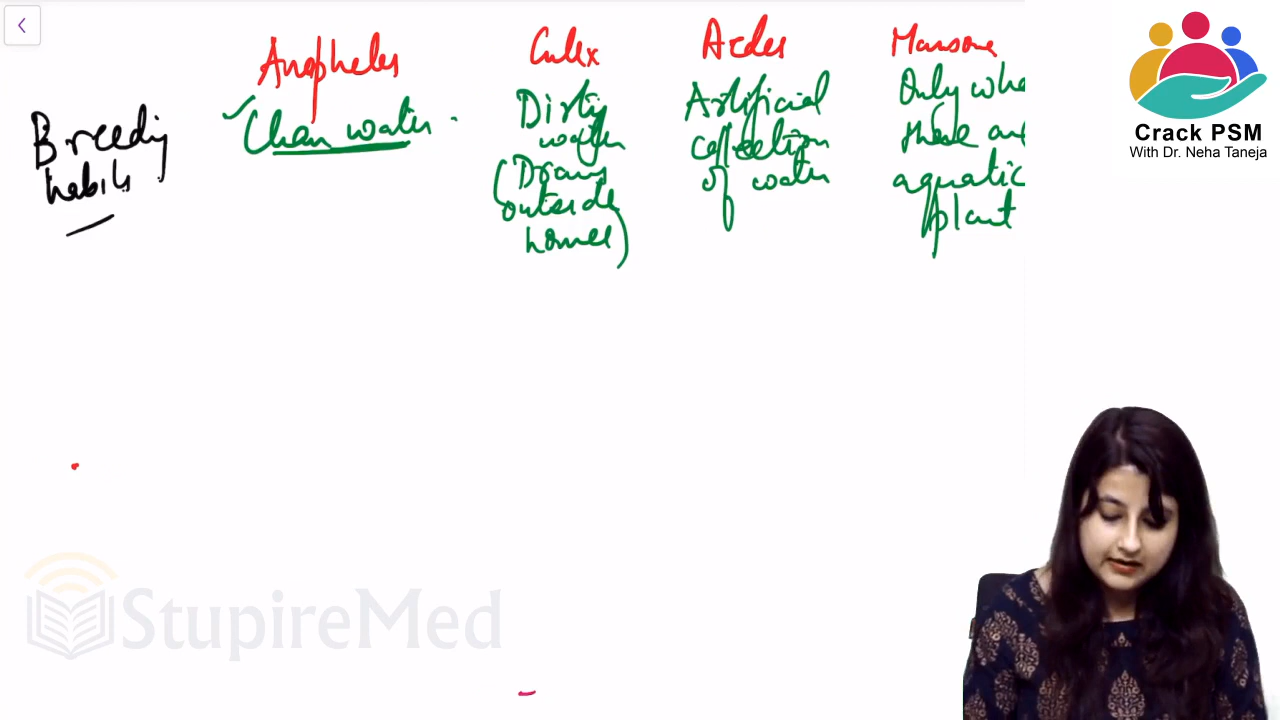 Anopheles Culex Aedes Mansone
Breeding habits
Clean water
Dirty
water
(Drains
outside
homes)
Artificial
collection
of water
Only whe
there are
aquatic
plant
Crack PSM
With Dr. Neha Taneja
StupireMed